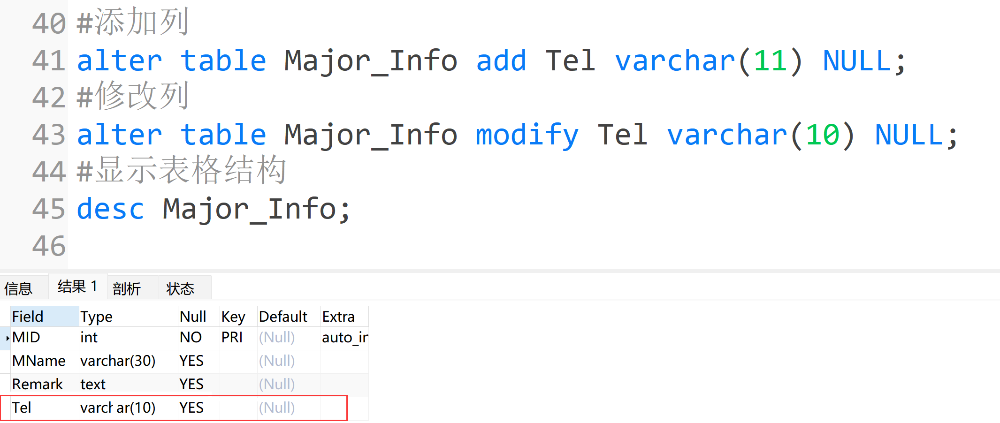 40 #添加列
41 alter table Major_Info add Tel varchar(11) NULL;
42 #修改列
43 alter table Major_Info modify Tel varchar(10) NULL;
44 #显示表格结构
45 desc Major_Info;
46
信息 结果 1 剖析 状态
Field Type Null Key Default Extra
MID int NO PRI (Null) auto_in
MName varchar(30) YES (Null)
Remark text YES (Null)
Tel varchar(10) YES (Null)